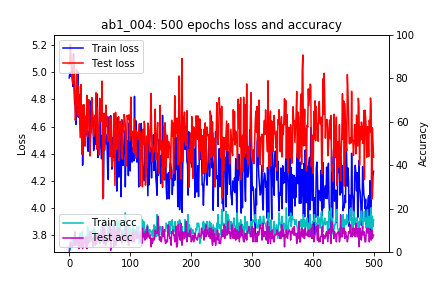 ab1_004: 500 epochs loss and accuracy
Train loss
Test loss
Train acc
Test acc
5.2
5.0
4.8
4.6
4.4
4.2
4.0
3.8
Loss
100
80
60
40
20
0
Accuracy
0
100
200
300
400
500